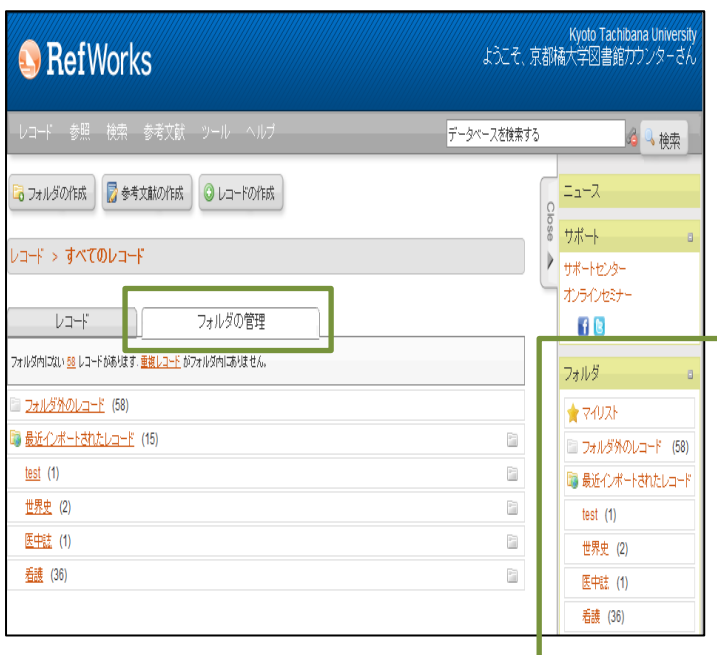 RefWorks
Kyoto Tachibana University
ようこそ、京都橘大学図書館カウンターさん
レコード 参照 検索 参考文献 ツール ヘルプ
データベースを検索する
検索
フォルダの作成 参考文献の作成 レコードの作成
レコード > すべてのレコード
レコード フォルダの管理
フォルダ内にない 58 レコードがあります. 重複レコード がフォルダ内にありません。
フォルダ外のレコード (58)
最近インポートされたレコード (15)
test (1)
世界史 (2)
医中誌 (1)
看護 (36)
Close
ニュース
サポート
サポートセンター
オンラインセミナー
フォルダ
マイリスト
フォルダ外のレコード (58)
最近インポートされたレコード
test (1)
世界史 (2)
医中誌 (1)
看護 (36)